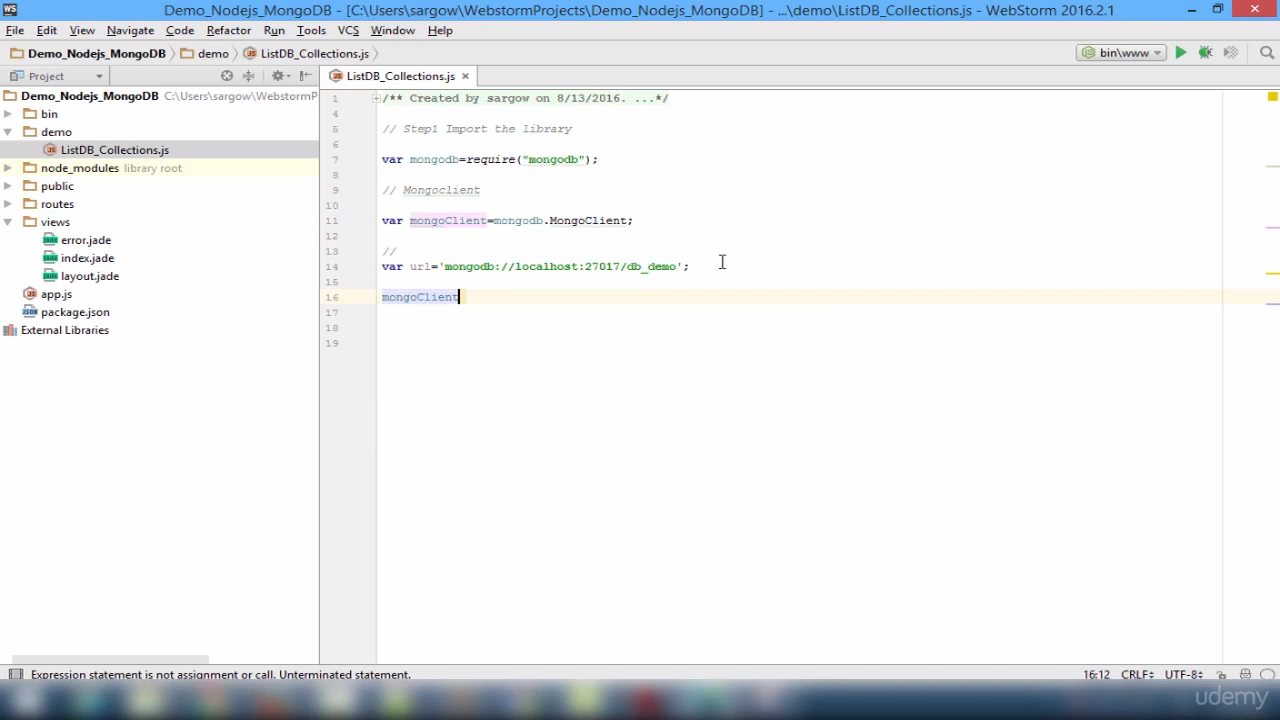 WS
Demo_Nodejs_MongoDB - [C:\Users\sargow\WebstormProjects\Demo_Nodejs_MongoDB] - ...\demo\ListDB_Collections.js - WebStorm 2016.2.1
File Edit View Navigate Code Refactor Run Tools VCS Window Help
Demo_Nodejs_MongoDB demo ListDB_Collections.js bin\www
Project ListDB_Collections.js
Demo_Nodejs_MongoDB C:\Users\sargow\WebstormP
bin
demo
ListDB_Collections.js
node_modules library root
public
routes
views
error.jade
index.jade
layout.jade
app.js
package.json
External Libraries
1 /** Created by sargow on 8/13/2016. ...*/
4
5 // Step1 Import the library
6
7 var mongodb=require("mongodb");
8
9 // Mongoclient
10
11 var mongoClient=mongodb.MongoClient;
12
13 //
14 var url='mongodb://localhost:27017/db_demo';
15
16 mongoClient
17
18
19
Expression statement is not assignment or call. Unterminated statement. 16:12 CRLF UTF-8
udemy